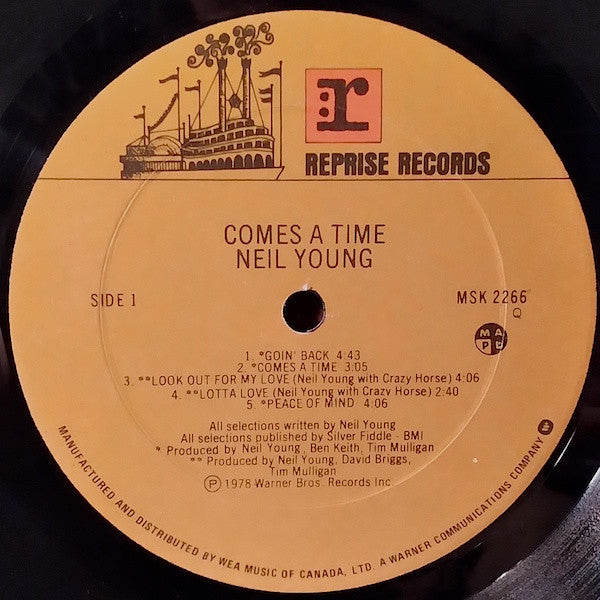 r
REPRISE RECORDS
COMES A TIME
NEIL YOUNG
SIDE 1
MSK 2266
Q
M A P L
1. *GOIN' BACK 4:43
2. *COMES A TIME 3:05
3. **LOOK OUT FOR MY LOVE (Neil Young with Crazy Horse) 4:06
4. **LOTTA LOVE (Neil Young with Crazy Horse) 2:40
5. *PEACE OF MIND 4:06
All selections written by Neil Young
All selections published by Silver Fiddle - BMI
* Produced by Neil Young, Ben Keith, Tim Mulligan
** Produced by Neil Young, David Briggs,
Tim Mulligan
℗ 1978 Warner Bros. Records Inc
MANUFACTURED AND DISTRIBUTED BY WEA MUSIC OF CANADA, LTD. A WARNER COMMUNICATIONS COMPANY